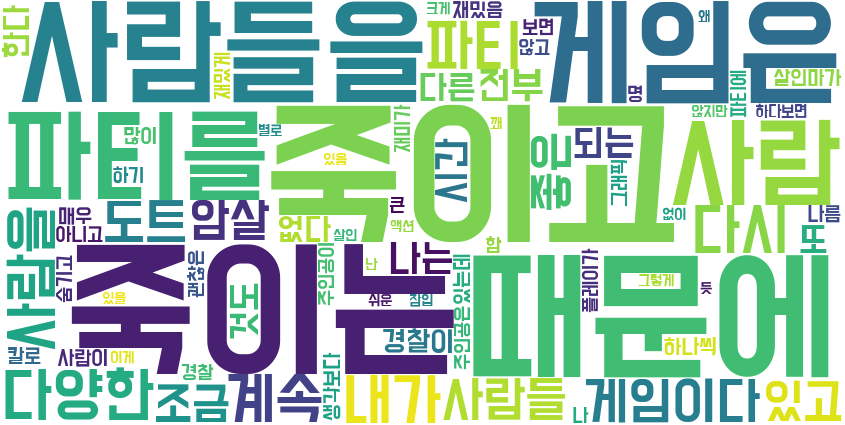 한다
사람들을
재밌게
파티
크게
재밌음
않고
보면
다른
전부
게임은
왜
명
파티에
살인마가
파티를
많이
하기
별로
죽이고
있음
재미가
시간
꽤
좋은
되는
그래픽
않지만
하다보면
사람
없이
다시
나름
또
사람을
매우
아니고
숨기고
도트
암살
괜찮은
없다
살인
큰
액션
함
죽이는
것도
있을
주인공이
난
나는
쉬운
잠입
경찰이
주인공은
있는데
때문에
플레이가
그렇게
듯
하나씩
칼로
사람이
이게
다양한
경찰
조금
계속
생각보다
내가
사람들
나
게임이다
있고